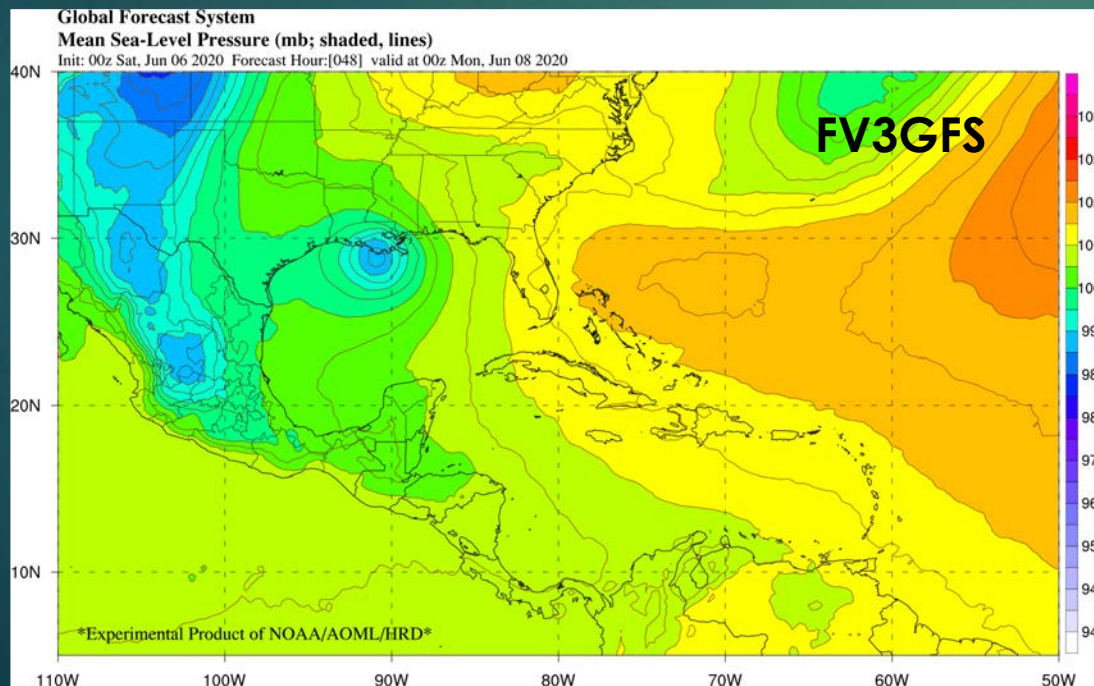 Global Forecast System
Mean Sea-Level Pressure (mb; shaded, lines)
Init: 00z Sat, Jun 06 2020 Forecast Hour:[048] valid at 00z Mon, Jun 08 2020
40N
FV3GFS
30N
20N
10N
*Experimental Product of NOAA/AOML/HRD*
110W 100W 90W 80W 70W 60W 50W